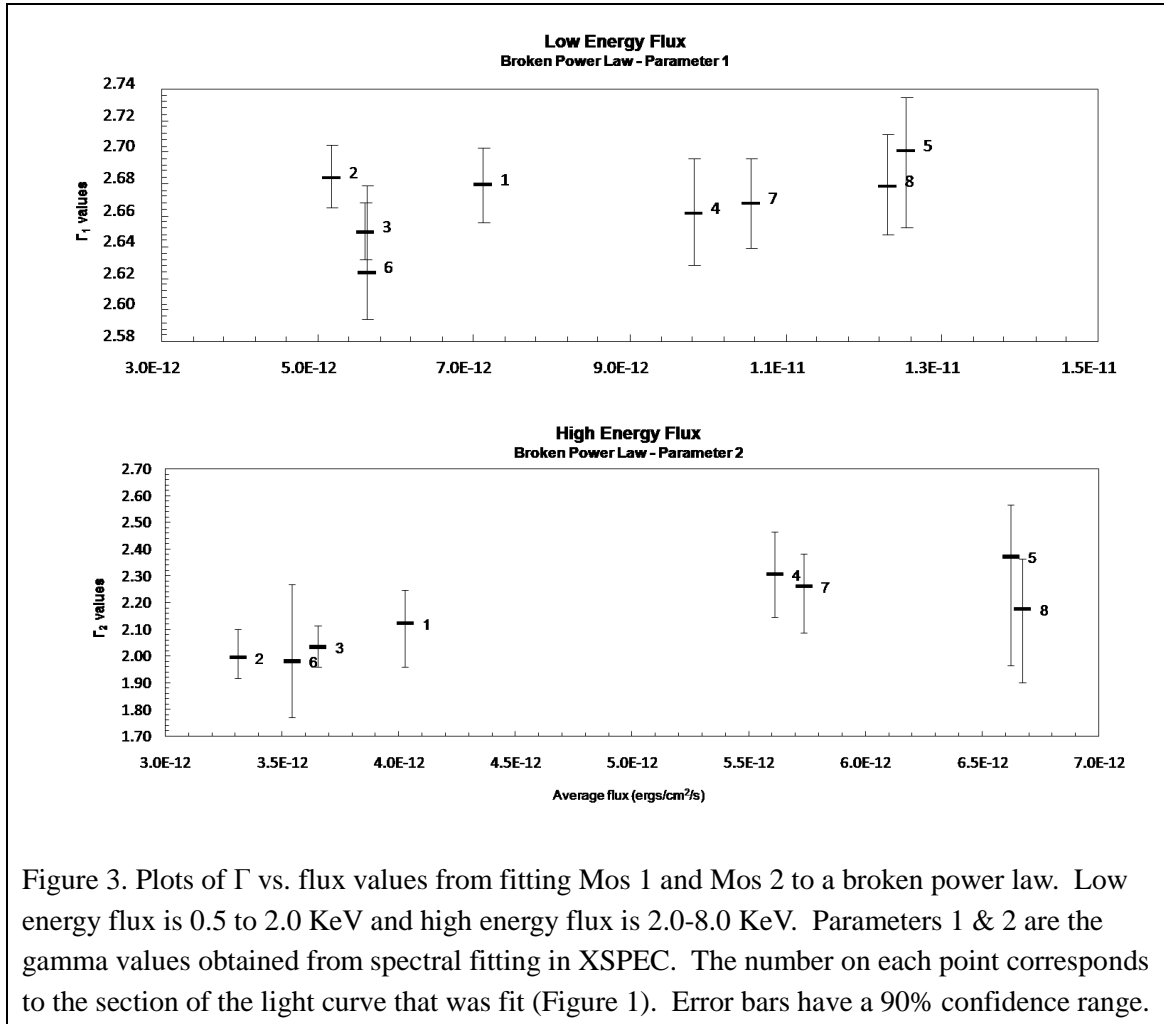 Low Energy Flux
Broken Power Law - Parameter 1
2.74
2.72
2.70
2.68
2.66
2.64
2.62
2.60
2.58
Γ₁ values
2
3
6
1
4
7
8
5
3.0E-12 5.0E-12 7.0E-12 9.0E-12 1.1E-11 1.3E-11 1.5E-11
High Energy Flux
Broken Power Law - Parameter 2
2.70
2.60
2.50
2.40
2.30
2.20
2.10
2.00
1.90
1.80
1.70
Γ₂ values
2
6
3
1
4
7
5
8
3.0E-12 3.5E-12 4.0E-12 4.5E-12 5.0E-12 5.5E-12 6.0E-12 6.5E-12 7.0E-12
Average flux (ergs/cm²/s)
Figure 3. Plots of Γ vs. flux values from fitting Mos 1 and Mos 2 to a broken power law. Low
energy flux is 0.5 to 2.0 KeV and high energy flux is 2.0-8.0 KeV. Parameters 1 & 2 are the
gamma values obtained from spectral fitting in XSPEC. The number on each point corresponds
to the section of the light curve that was fit (Figure 1). Error bars have a 90% confidence range.